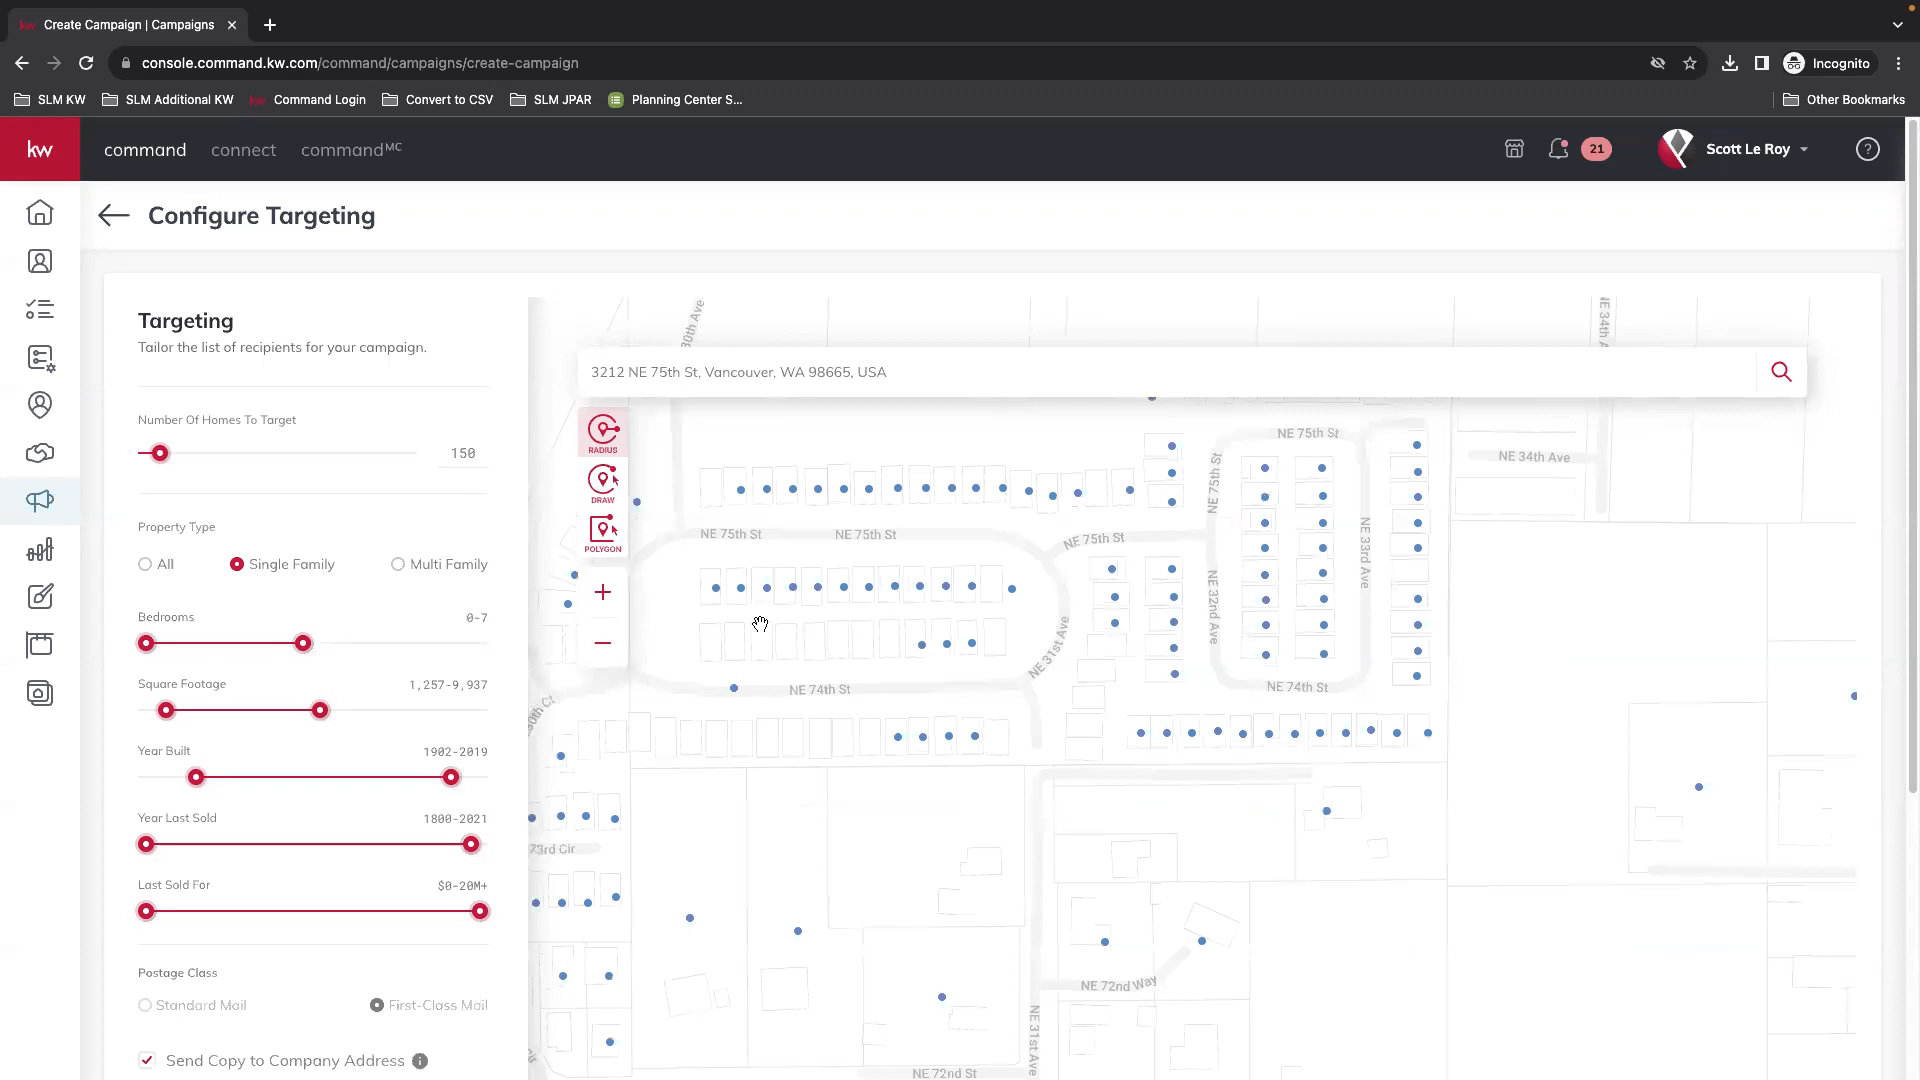 kw Create Campaign | Campaigns
console.command.kw.com/command/campaigns/create-campaign
Incognito
SLM KW
SLM Additional KW
kw Command Login
Convert to CSV
SLM JPAR
Planning Center S...
Other Bookmarks
kw
command
connect
commandMC
21
Scott Le Roy
?
Configure Targeting
Targeting
Tailor the list of recipients for your campaign.
Number Of Homes To Target
150
Property Type
All
Single Family
Multi Family
Bedrooms
0-7
Square Footage
1,257-9,937
Year Built
1902-2019
Year Last Sold
1800-2021
Last Sold For
$0-20M+
Postage Class
Standard Mail
First-Class Mail
Send Copy to Company Address
3212 NE 75th St, Vancouver, WA 98665, USA
RADIUS
DRAW
POLYGON
30th Ave
NE 34th A
NE 75th St
NE 34th Ave
NE 75th St
NE 75th St
NE 75th St
NE 75th St
NE 33rd Ave
NE 32nd Ave
NE 31st Ave
NE 74th St
NE 74th St
30th Ct
73rd Cir
NE 72nd Way
NE 31st Ave
NE 72nd St